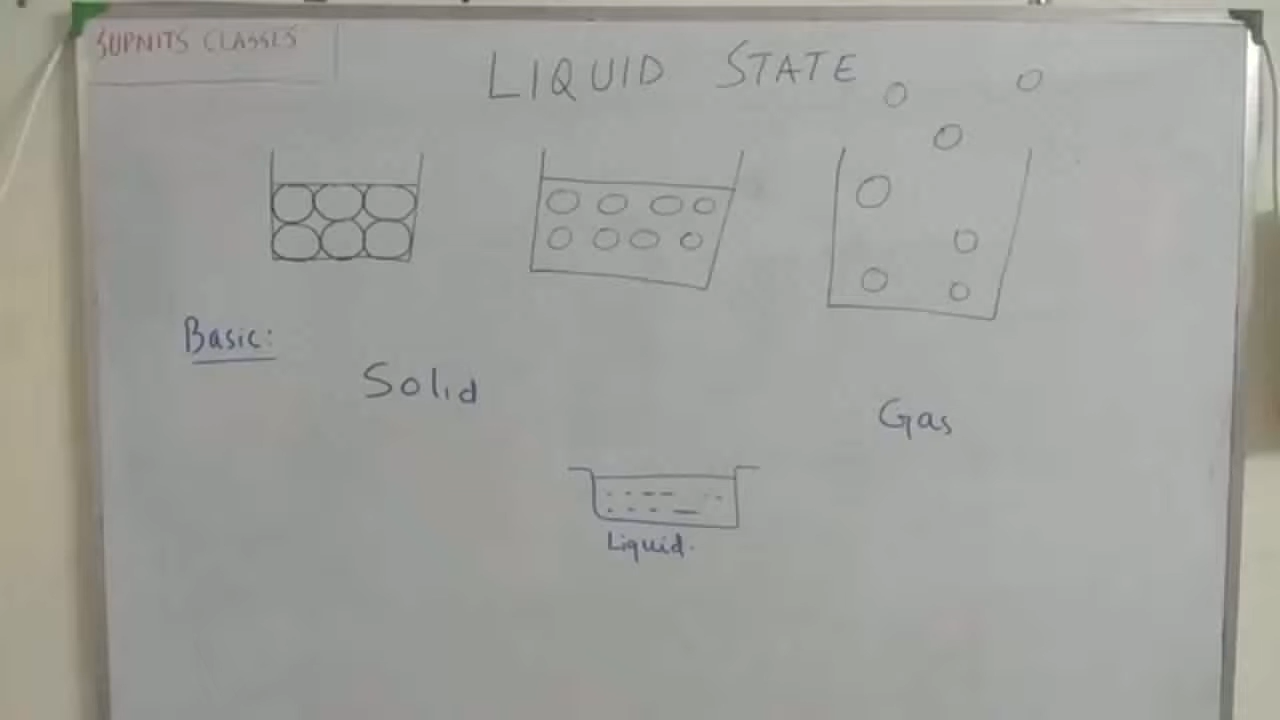 SUPNITS CLASSES
LIQUID STATE
Basic:
Solid
Gas
Liquid.